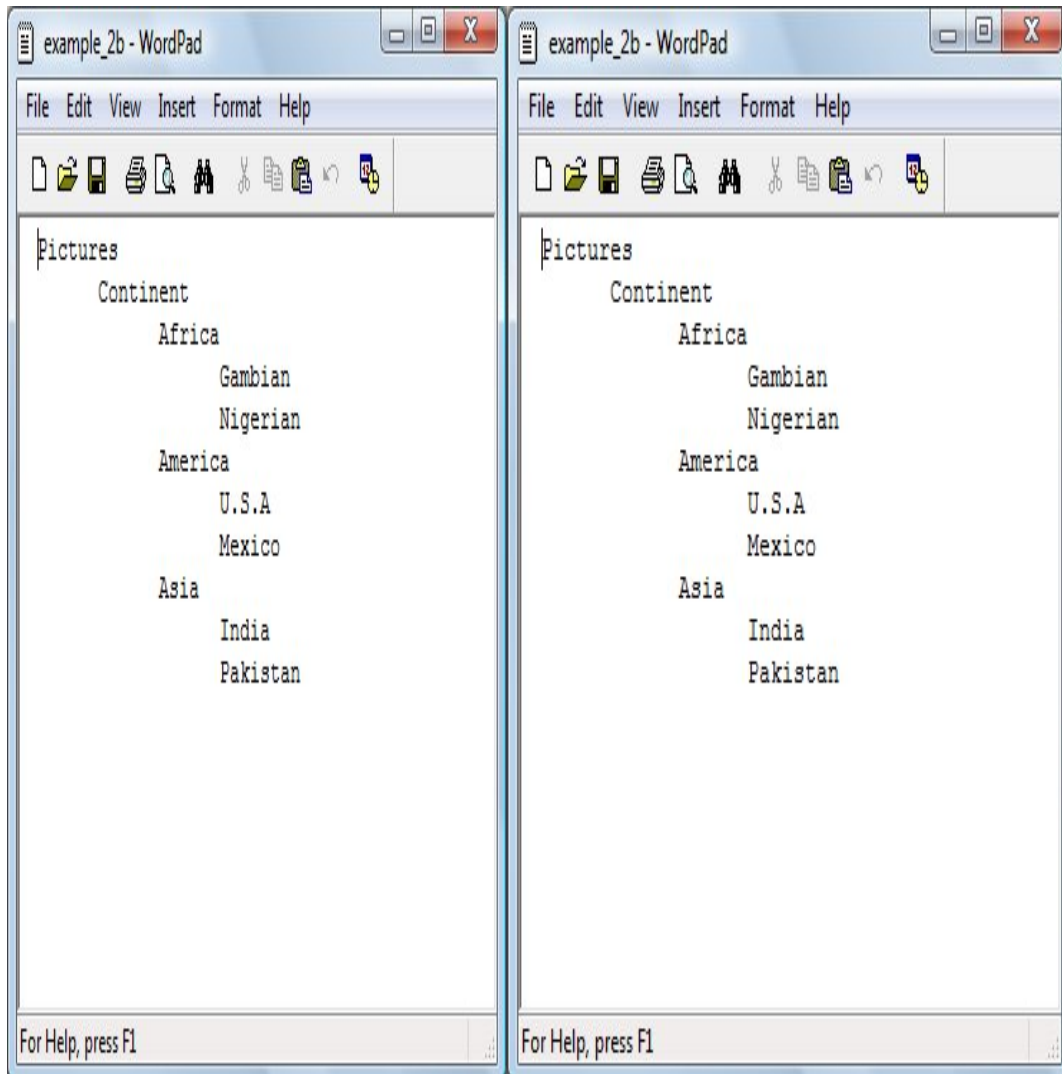 example_2b - WordPad
File Edit View Insert Format Help
Pictures
Continent
Africa
Gambian
Nigerian
America
U.S.A
Mexico
Asia
India
Pakistan
For Help, press F1
example_2b - WordPad
File Edit View Insert Format Help
Pictures
Continent
Africa
Gambian
Nigerian
America
U.S.A
Mexico
Asia
India
Pakistan
For Help, press F1